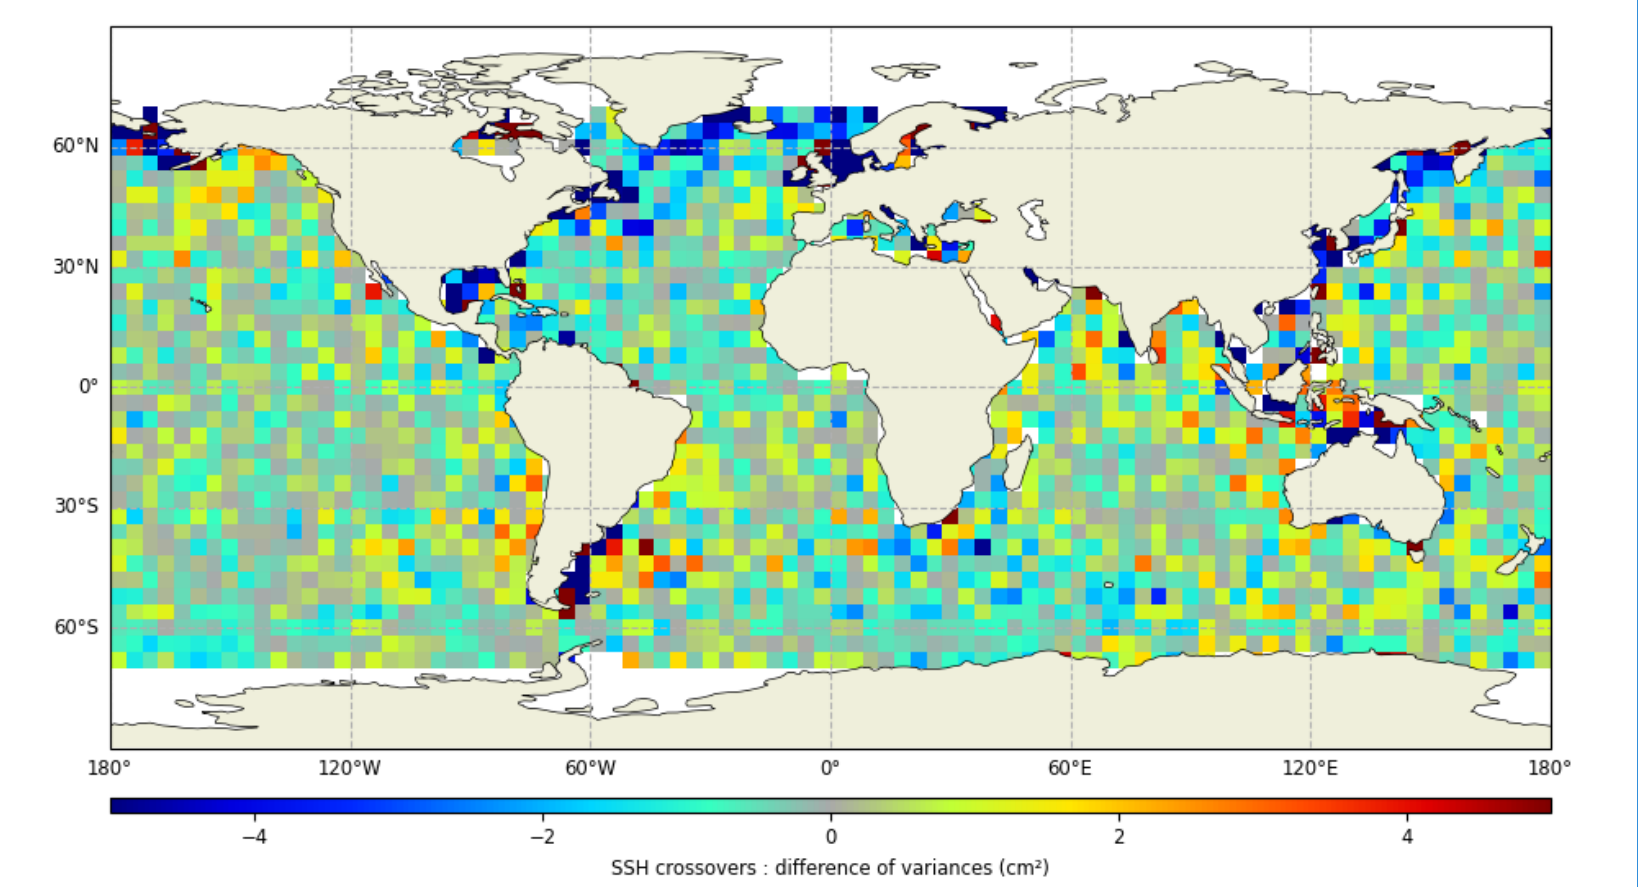 60°N
30°N
0°
30°S
60°S
180° 120°W 60°W 0° 60°E 120°E 180°
−4 −2 0 2 4
SSH crossovers : difference of variances (cm²)